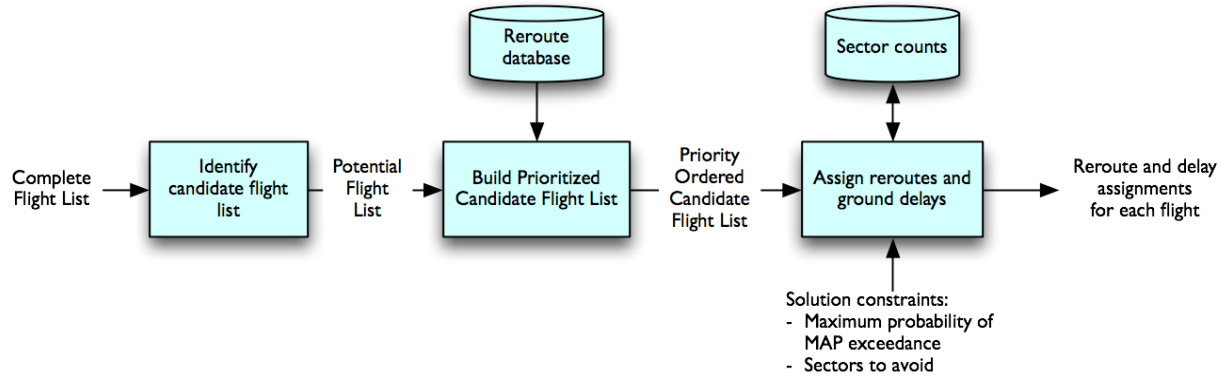 Reroute
database
Sector counts
Complete
Flight List
Identify
candidate flight
list
Potential
Flight
List
Build Prioritized
Candidate Flight List
Priority
Ordered
Candidate
Flight List
Assign reroutes and
ground delays
Reroute and delay
assignments
for each flight
Solution constraints:
- Maximum probability of
MAP exceedance
- Sectors to avoid